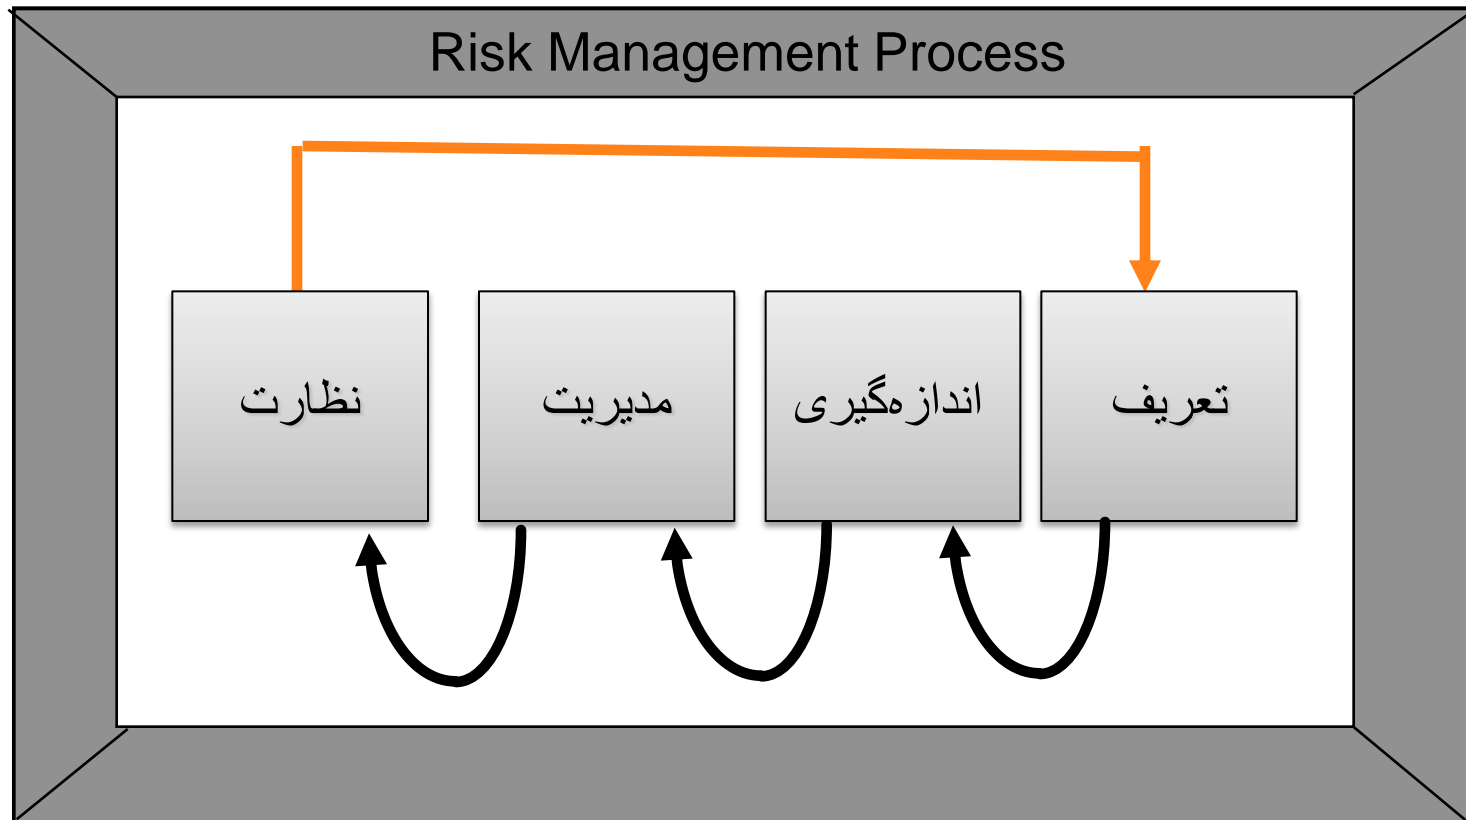 Risk Management Process
تعریف
اندازه‌گیری
مدیریت
نظارت